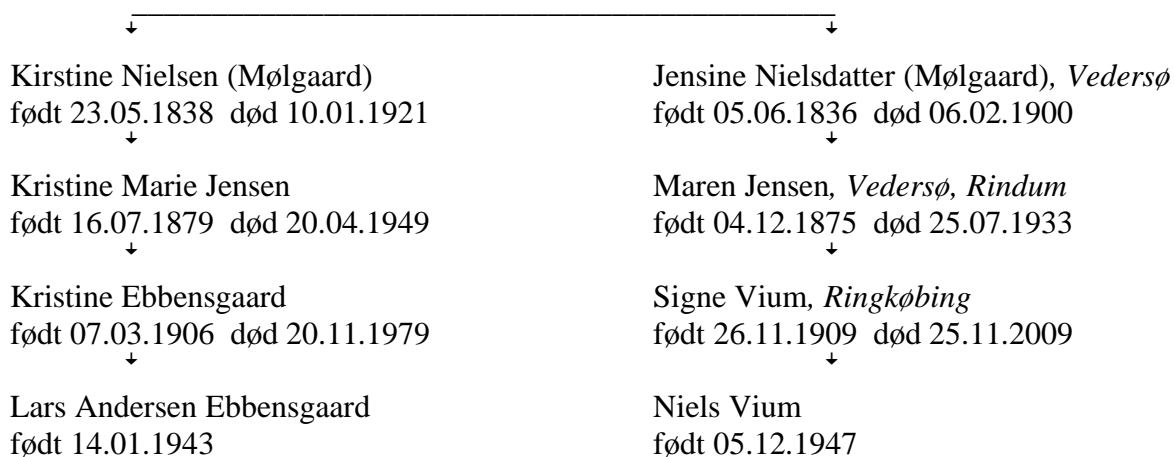 Kirstine Nielsen (Mølgaard)
født 23.05.1838 død 10.01.1921
Jensine Nielsdatter (Mølgaard), Vedersø
født 05.06.1836 død 06.02.1900
Kristine Marie Jensen
født 16.07.1879 død 20.04.1949
Maren Jensen, Vedersø, Rindum
født 04.12.1875 død 25.07.1933
Kristine Ebbensgaard
født 07.03.1906 død 20.11.1979
Signe Vium, Ringkøbing
født 26.11.1909 død 25.11.2009
Lars Andersen Ebbensgaard
født 14.01.1943
Niels Vium
født 05.12.1947